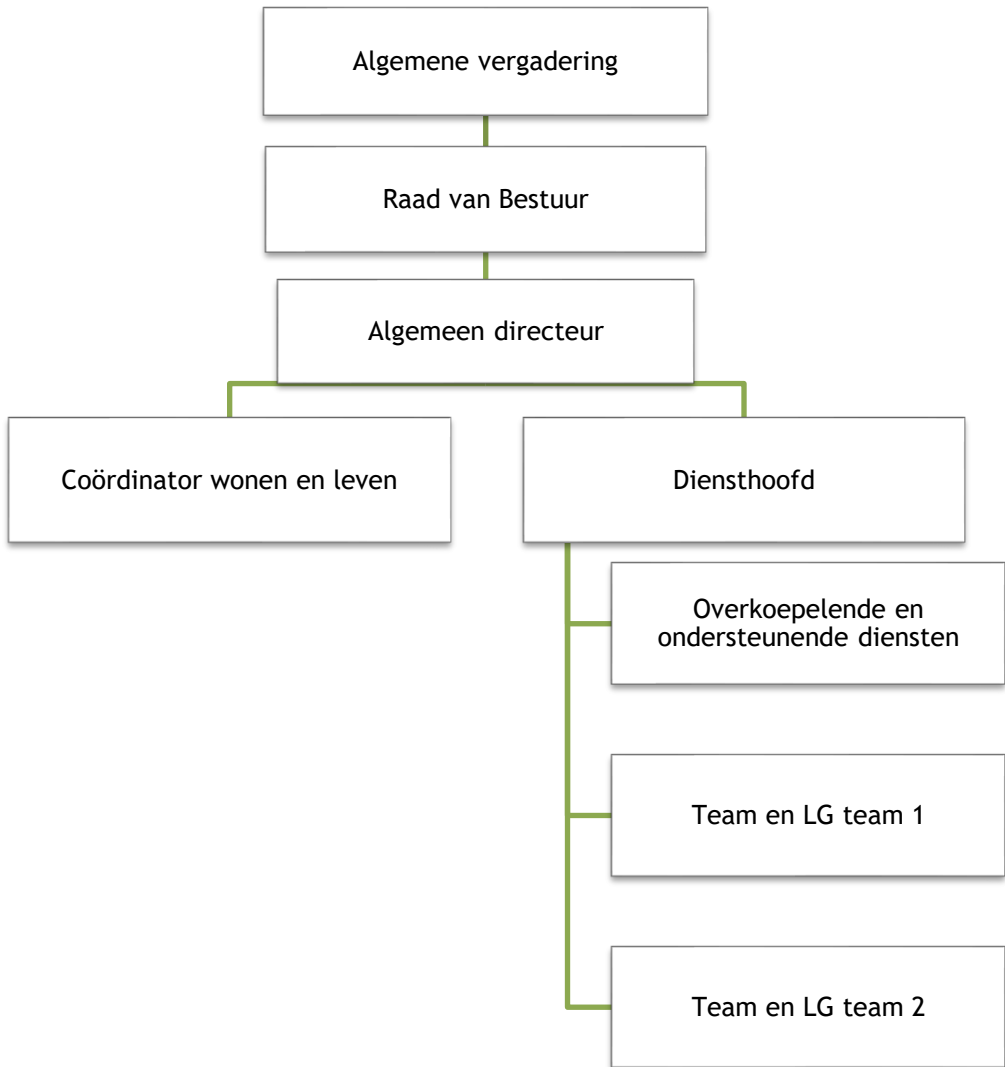 Algemene vergadering
Raad van Bestuur
Algemeen directeur
Coördinator wonen en leven
Diensthoofd
Overkoepelende en
ondersteunende diensten
Team en LG team 1
Team en LG team 2